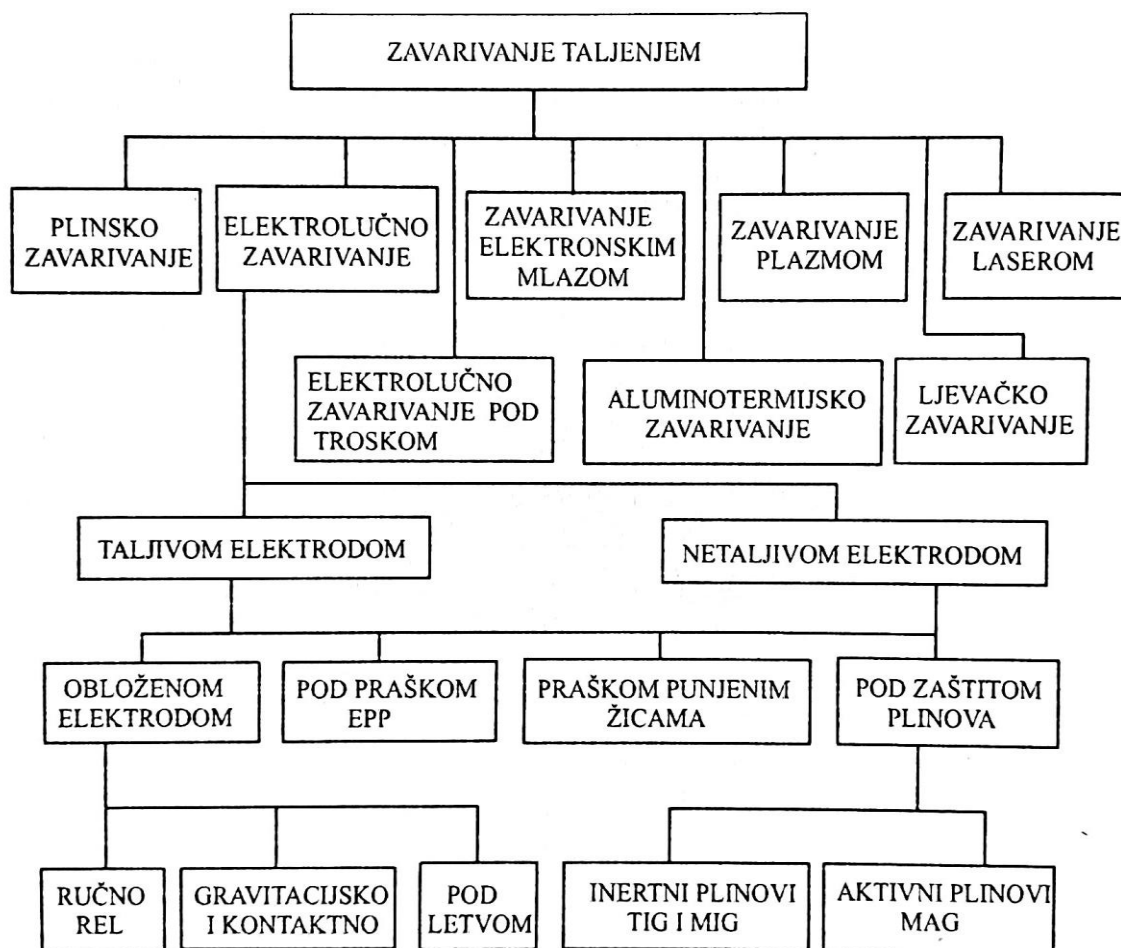 ZAVARIVANJE TALJENJEM
PLINSKO
ZAVARIVANJE
ELEKTROLUČNO
ZAVARIVANJE
ZAVARIVANJE
ELEKTRONSKIM
MLAZOM
ZAVARIVANJE
PLAZMOM
ZAVARIVANJE
LASEROM
ELEKTROLUČNO
ZAVARIVANJE POD
TROSKOM
ALUMINOTERMIJSKO
ZAVARIVANJE
LJEVAČKO
ZAVARIVANJE
TALJIVOM ELEKTRODOM
NETALJIVOM ELEKTRODOM
OBLOŽENOM
ELEKTRODOM
POD PRAŠKOM
EPP
PRAŠKOM PUNJENIM
ŽICAMA
POD ZAŠTITOM
PLINOVA
RUČNO
REL
GRAVITACIJSKO
I KONTAKTNO
POD
LETVOM
INERTNI PLINOVI
TIG I MIG
AKTIVNI PLINOVI
MAG